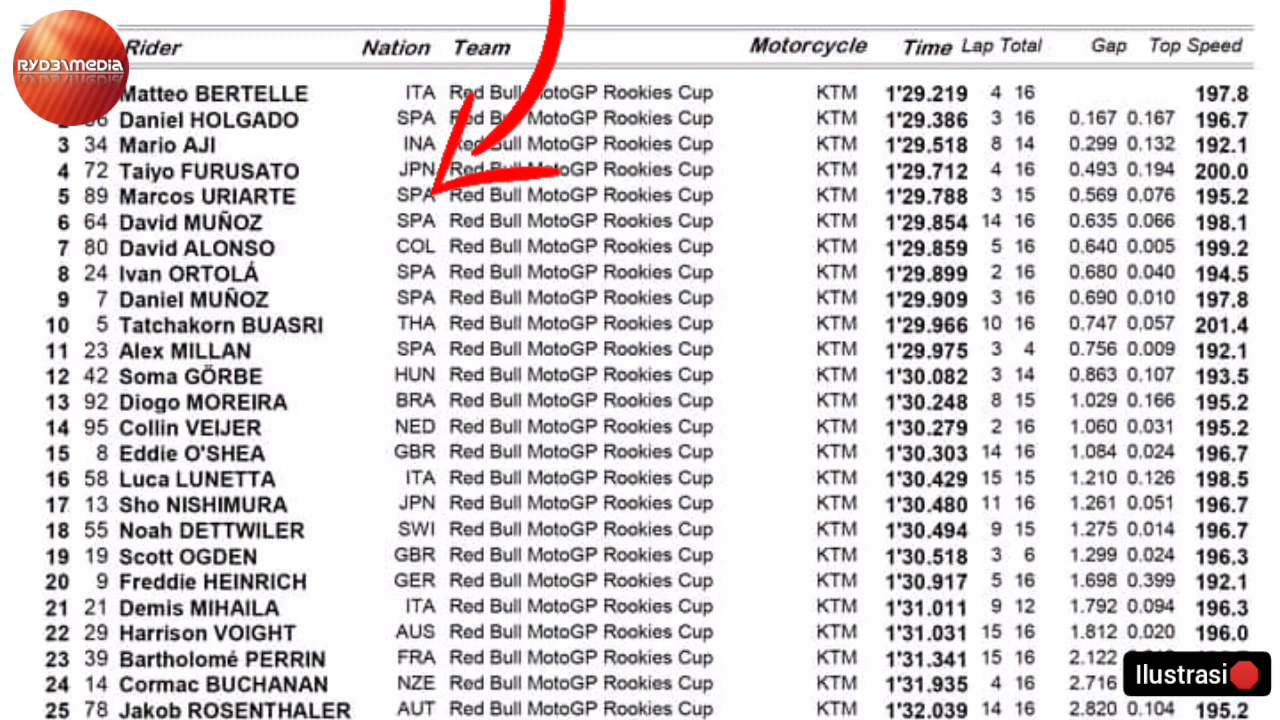 RYD31MEDIA
Rider Nation Team Motorcycle Time Lap Total Gap Top Speed
Matteo BERTELLE ITA Red Bull MotoGP Rookies Cup KTM 1'29.219 4 16 197.8
2 Daniel HOLGADO SPA Red Bull MotoGP Rookies Cup KTM 1'29.386 3 16 0.167 0.167 196.7
3 34 Mario AJI INA Red Bull MotoGP Rookies Cup KTM 1'29.518 8 14 0.299 0.132 192.1
4 72 Taiyo FURUSATO JPN Red Bull MotoGP Rookies Cup KTM 1'29.712 4 16 0.493 0.194 200.0
5 89 Marcos URIARTE SPA Red Bull MotoGP Rookies Cup KTM 1'29.788 3 15 0.569 0.076 195.2
6 64 David MUÑOZ SPA Red Bull MotoGP Rookies Cup KTM 1'29.854 14 16 0.635 0.066 198.1
7 80 David ALONSO COL Red Bull MotoGP Rookies Cup KTM 1'29.859 5 16 0.640 0.005 199.2
8 24 Ivan ORTOLÁ SPA Red Bull MotoGP Rookies Cup KTM 1'29.899 2 16 0.680 0.040 194.5
9 7 Daniel MUÑOZ SPA Red Bull MotoGP Rookies Cup KTM 1'29.909 3 16 0.690 0.010 197.8
10 5 Tatchakorn BUASRI THA Red Bull MotoGP Rookies Cup KTM 1'29.966 10 16 0.747 0.057 201.4
11 23 Alex MILLAN SPA Red Bull MotoGP Rookies Cup KTM 1'29.975 3 4 0.756 0.009 192.1
12 42 Soma GÖRBE HUN Red Bull MotoGP Rookies Cup KTM 1'30.082 3 14 0.863 0.107 193.5
13 92 Diogo MOREIRA BRA Red Bull MotoGP Rookies Cup KTM 1'30.248 8 15 1.029 0.166 195.2
14 95 Collin VEIJER NED Red Bull MotoGP Rookies Cup KTM 1'30.279 2 16 1.060 0.031 195.2
15 8 Eddie O'SHEA GBR Red Bull MotoGP Rookies Cup KTM 1'30.303 14 16 1.084 0.024 196.7
16 58 Luca LUNETTA ITA Red Bull MotoGP Rookies Cup KTM 1'30.429 15 15 1.210 0.126 198.5
17 13 Sho NISHIMURA JPN Red Bull MotoGP Rookies Cup KTM 1'30.480 11 16 1.261 0.051 196.7
18 55 Noah DETTWILER SWI Red Bull MotoGP Rookies Cup KTM 1'30.494 9 15 1.275 0.014 196.7
19 19 Scott OGDEN GBR Red Bull MotoGP Rookies Cup KTM 1'30.518 3 6 1.299 0.024 196.3
20 9 Freddie HEINRICH GER Red Bull MotoGP Rookies Cup KTM 1'30.917 5 16 1.698 0.399 192.1
21 21 Demis MIHAILA ITA Red Bull MotoGP Rookies Cup KTM 1'31.011 9 12 1.792 0.094 196.3
22 29 Harrison VOIGHT AUS Red Bull MotoGP Rookies Cup KTM 1'31.031 15 16 1.812 0.020 196.0
23 39 Bartholomé PERRIN FRA Red Bull MotoGP Rookies Cup KTM 1'31.341 15 16 2.122
24 14 Cormac BUCHANAN NZE Red Bull MotoGP Rookies Cup KTM 1'31.935 4 16 2.716
25 78 Jakob ROSENTHALER AUT Red Bull MotoGP Rookies Cup KTM 1'32.039 14 16 2.820 0.104 195.2
Ilustrasi